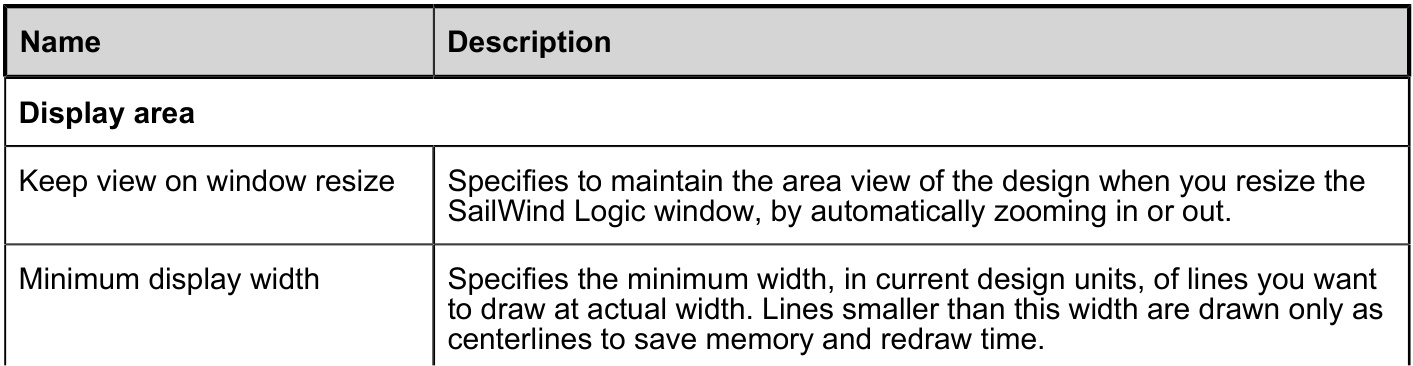 Name Description
Display area
Keep view on window resize Specifies to maintain the area view of the design when you resize the
SailWind Logic window, by automatically zooming in or out.
Minimum display width Specifies the minimum width, in current design units, of lines you want
to draw at actual width. Lines smaller than this width are drawn only as
centerlines to save memory and redraw time.